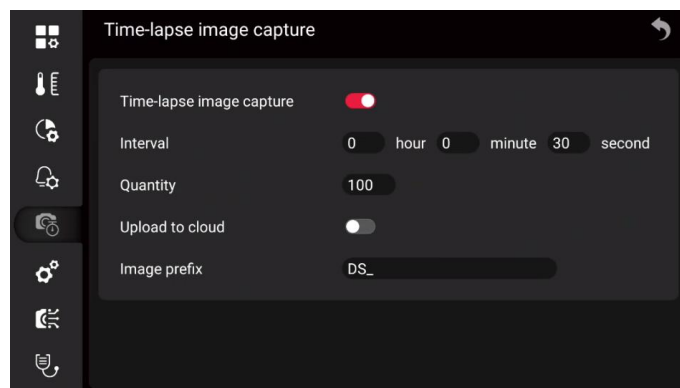 Time-lapse image capture
Time-lapse image capture
Interval 0 hour 0 minute 30 second
Quantity 100
Upload to cloud
Image prefix DS_